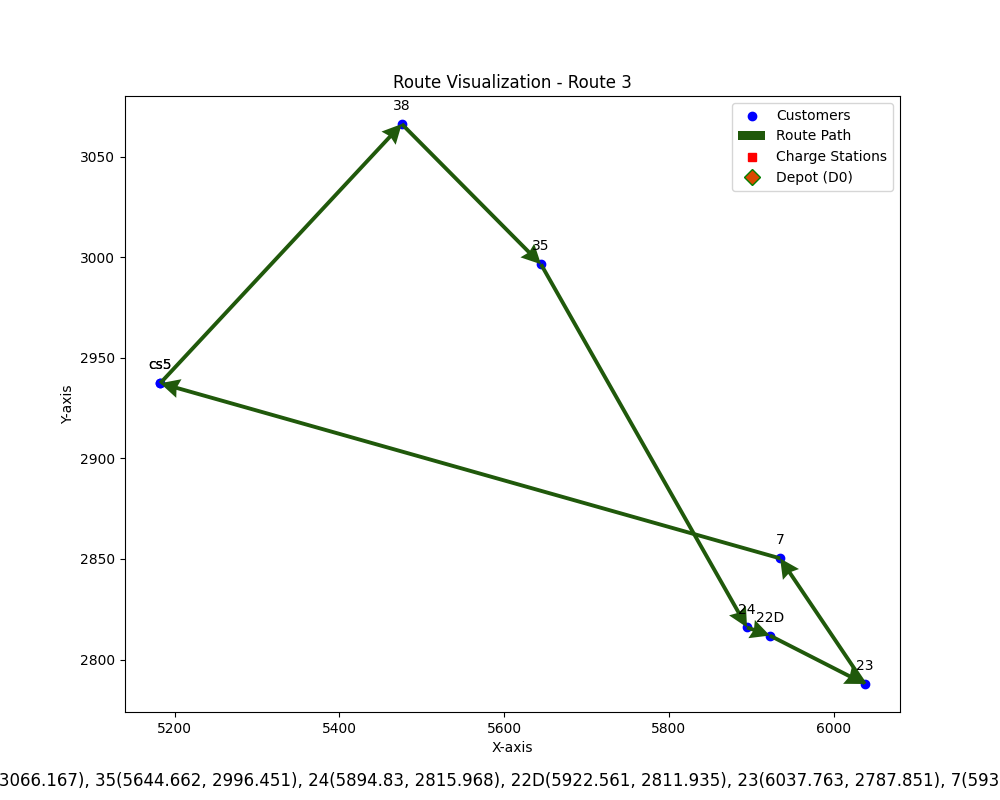 Route Visualization - Route 3
38
Customers
Route Path
Charge Stations
Depot (D0)
3050
35
3000
cs5
2950
Y-axis
2900
7
2850
24
22D
23
2800
5200
5400
5600
5800
6000
X-axis
3066.167), 35(5644.662, 2996.451), 24(5894.83, 2815.968), 22D(5922.561, 2811.935), 23(6037.763, 2787.851), 7(593